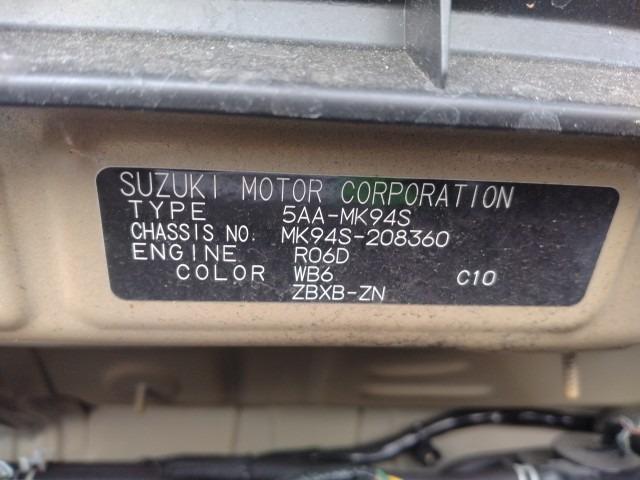 SUZUKI MOTOR CORPORATION
TYPE 5AA-MK94S
CHASSIS NO. MK94S-208360
ENGINE R06D
COLOR WB6 C10
ZBXB-ZN